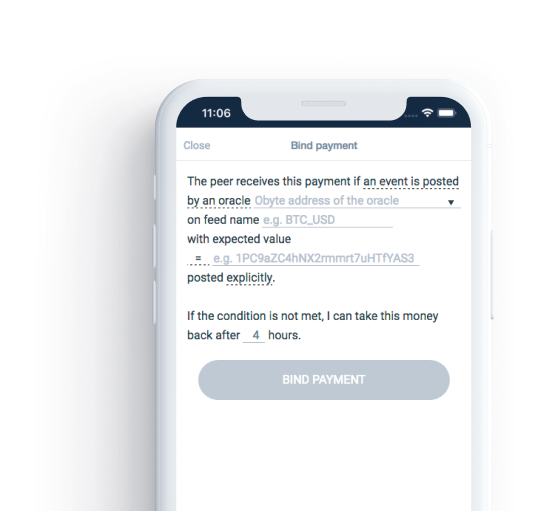 11:06
Close Bind payment
The peer receives this payment if an event is posted
by an oracle Obyte address of the oracle
on feed name e.g. BTC_USD
with expected value
= e.g. 1PC9aZC4hNX2rmmrt7uHTfYAS3
posted explicitly.
If the condition is not met, I can take this money
back after 4 hours.
BIND PAYMENT